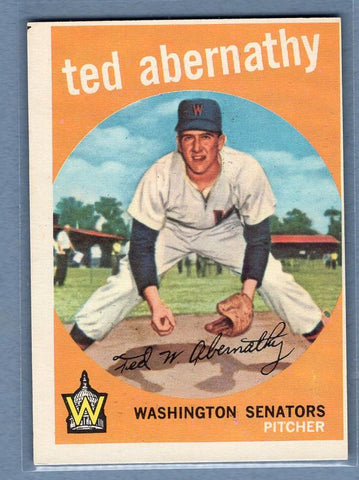 ted abernathy
W
Ted W Abernathy
W
WASHINGTON SENATORS
PITCHER